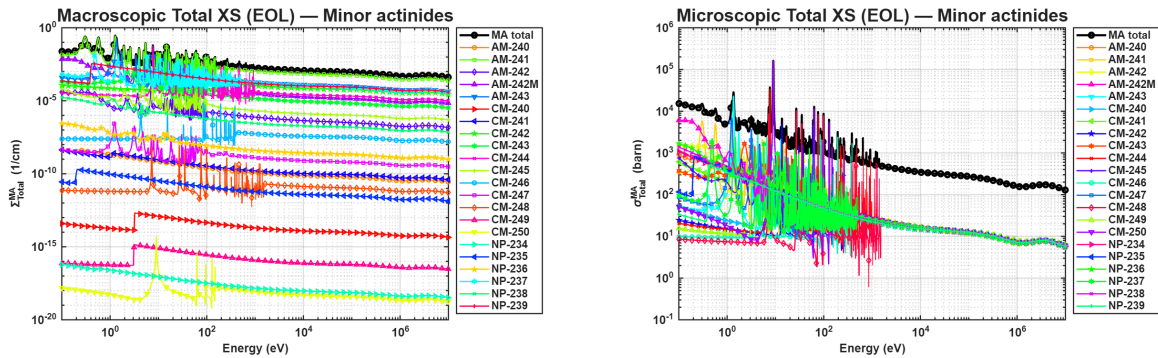 Macroscopic Total XS (EOL) — Minor actinides
10^0
10^-5
10^-10
10^-15
10^-20
Σ^MA_Total (1/cm)
10^0
10^2
10^4
10^6
Energy (eV)
MA total
AM-240
AM-241
AM-242
AM-242M
AM-243
CM-240
CM-241
CM-242
CM-243
CM-244
CM-245
CM-246
CM-247
CM-248
CM-249
CM-250
NP-234
NP-235
NP-236
NP-237
NP-238
NP-239
Microscopic Total XS (EOL) — Minor actinides
10^6
10^5
10^4
10^3
10^2
10^1
10^0
10^-1
σ^MA_Total (barn)
10^0
10^2
10^4
10^6
Energy (eV)
MA total
AM-240
AM-241
AM-242
AM-242M
AM-243
CM-240
CM-241
CM-242
CM-243
CM-244
CM-245
CM-246
CM-247
CM-248
CM-249
CM-250
NP-234
NP-235
NP-236
NP-237
NP-238
NP-239